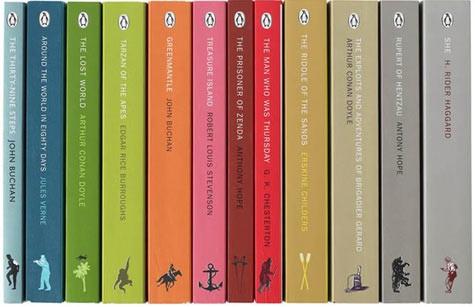 THE THIRTY-NINE STEPS JOHN BUCHAN
AROUND THE WORLD IN EIGHTY DAYS JULES VERNE
THE LOST WORLD ARTHUR CONAN DOYLE
TARZAN OF THE APES EDGAR RICE BURROUGHS
GREENMANTLE JOHN BUCHAN
TREASURE ISLAND ROBERT LOUIS STEVENSON
THE PRISONER OF ZENDA ANTHONY HOPE
THE MAN WHO WAS THURSDAY G. K. CHESTERTON
THE RIDDLE OF THE SANDS ERSKINE CHILDERS
THE EXPLOITS AND ADVENTURES OF BRIGADIER GERARD
ARTHUR CONAN DOYLE
RUPERT OF HENTZAU ANTONY HOPE
SHE H. RIDER HAGGARD